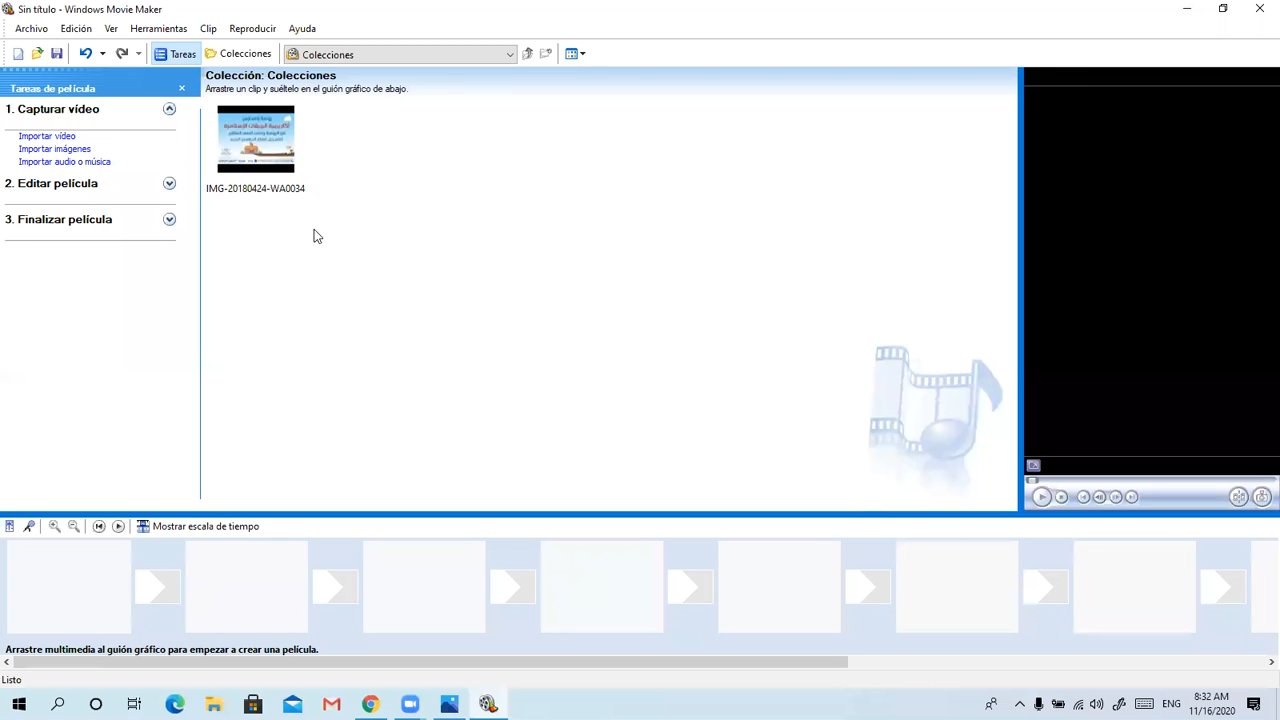 Sin título - Windows Movie Maker
Archivo Edición Ver Herramientas Clip Reproducir Ayuda
Tareas Colecciones Colecciones
Tareas de película
Colección: Colecciones
Arrastre un clip y suéltelo en el guión gráfico de abajo.
1. Capturar vídeo
Importar vídeo
Importar imágenes
Importar audio o música
2. Editar película
3. Finalizar película
IMG-20180424-WA0034
Mostrar escala de tiempo
Arrastre multimedia al guión gráfico para empezar a crear una película.
Listo
ENG
8:32 AM
11/16/2020